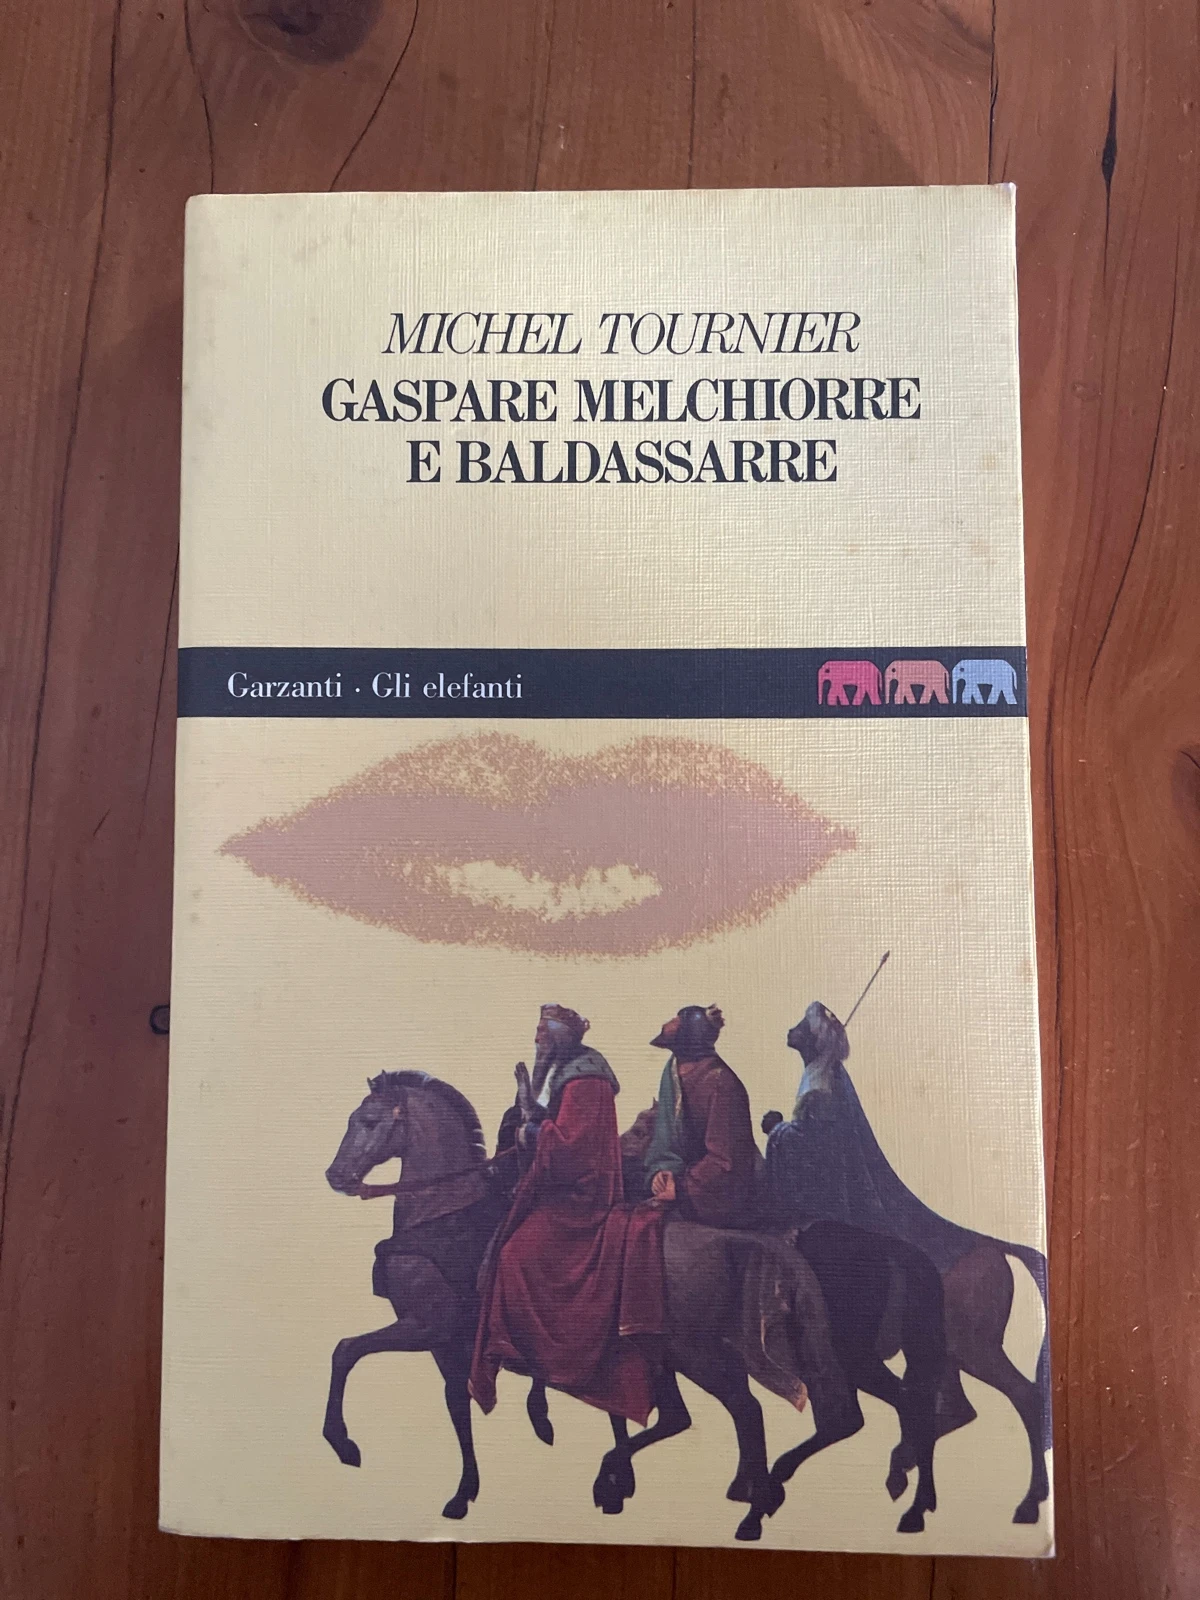 MICHEL TOURNIER
GASPARE MELCHIORRE
E BALDASSARRE
Garzanti · Gli elefanti